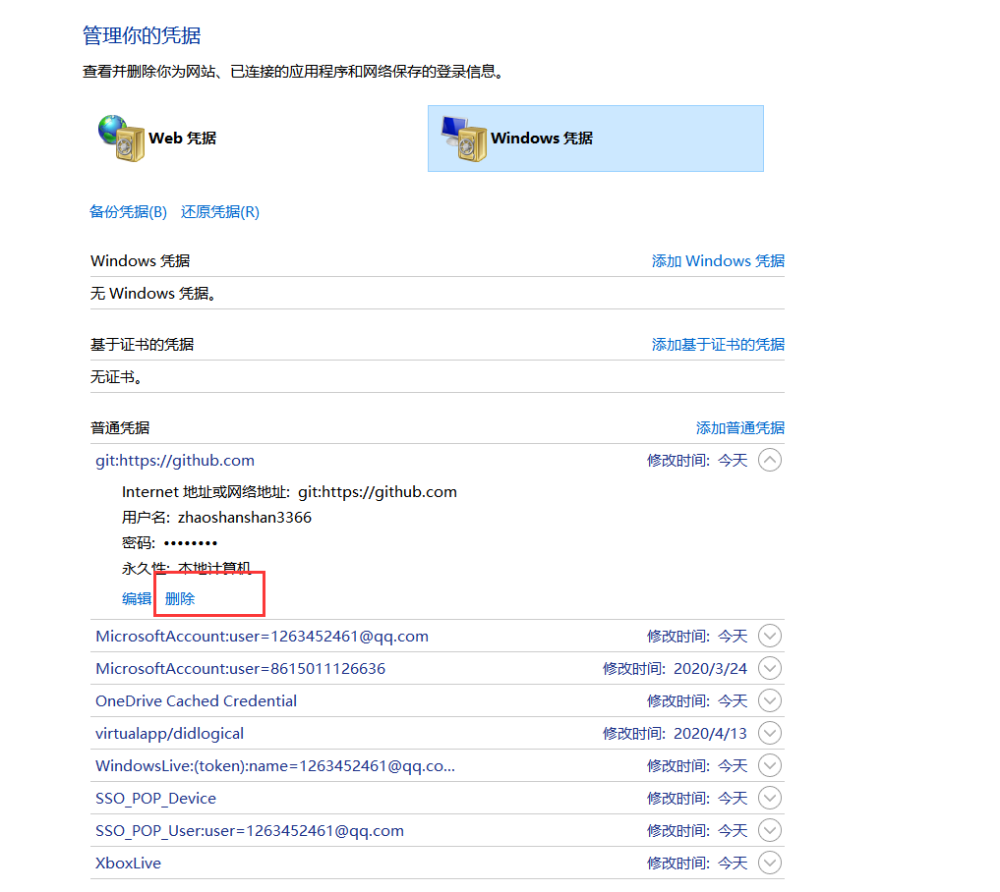 管理你的凭据
查看并删除你为网站、已连接的应用程序和网络保存的登录信息。
Web 凭据
Windows 凭据
备份凭据(B) 还原凭据(R)
Windows 凭据 添加 Windows 凭据
无 Windows 凭据。
基于证书的凭据 添加基于证书的凭据
无证书。
普通凭据 添加普通凭据
git:https://github.com 修改时间: 今天
Internet 地址或网络地址: git:https://github.com
用户名: zhaoshanshan3366
密码: ••••••••
永久性: 本地计算机
编辑 删除
MicrosoftAccount:user=1263452461@qq.com 修改时间: 今天
MicrosoftAccount:user=8615011126636 修改时间: 2020/3/24
OneDrive Cached Credential 修改时间: 今天
virtualapp/didlogical 修改时间: 2020/4/13
WindowsLive:(token):name=1263452461@qq.co... 修改时间: 今天
SSO_POP_Device 修改时间: 今天
SSO_POP_User:user=1263452461@qq.com 修改时间: 今天
XboxLive 修改时间: 今天